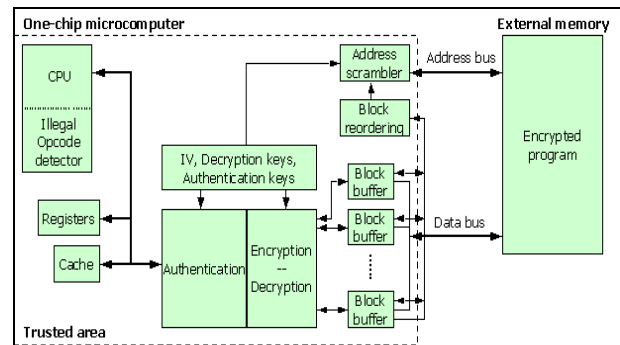 One-chip microcomputer
External memory
CPU
Illegal
Opcode
detector
Address
scrambler
Address bus
Block
reordering
Encrypted
program
IV, Decryption keys,
Authentication keys
Block
buffer
Registers
Block
buffer
Data bus
Cache
Authentication
Encryption
--
Decryption
Block
buffer
Trusted area